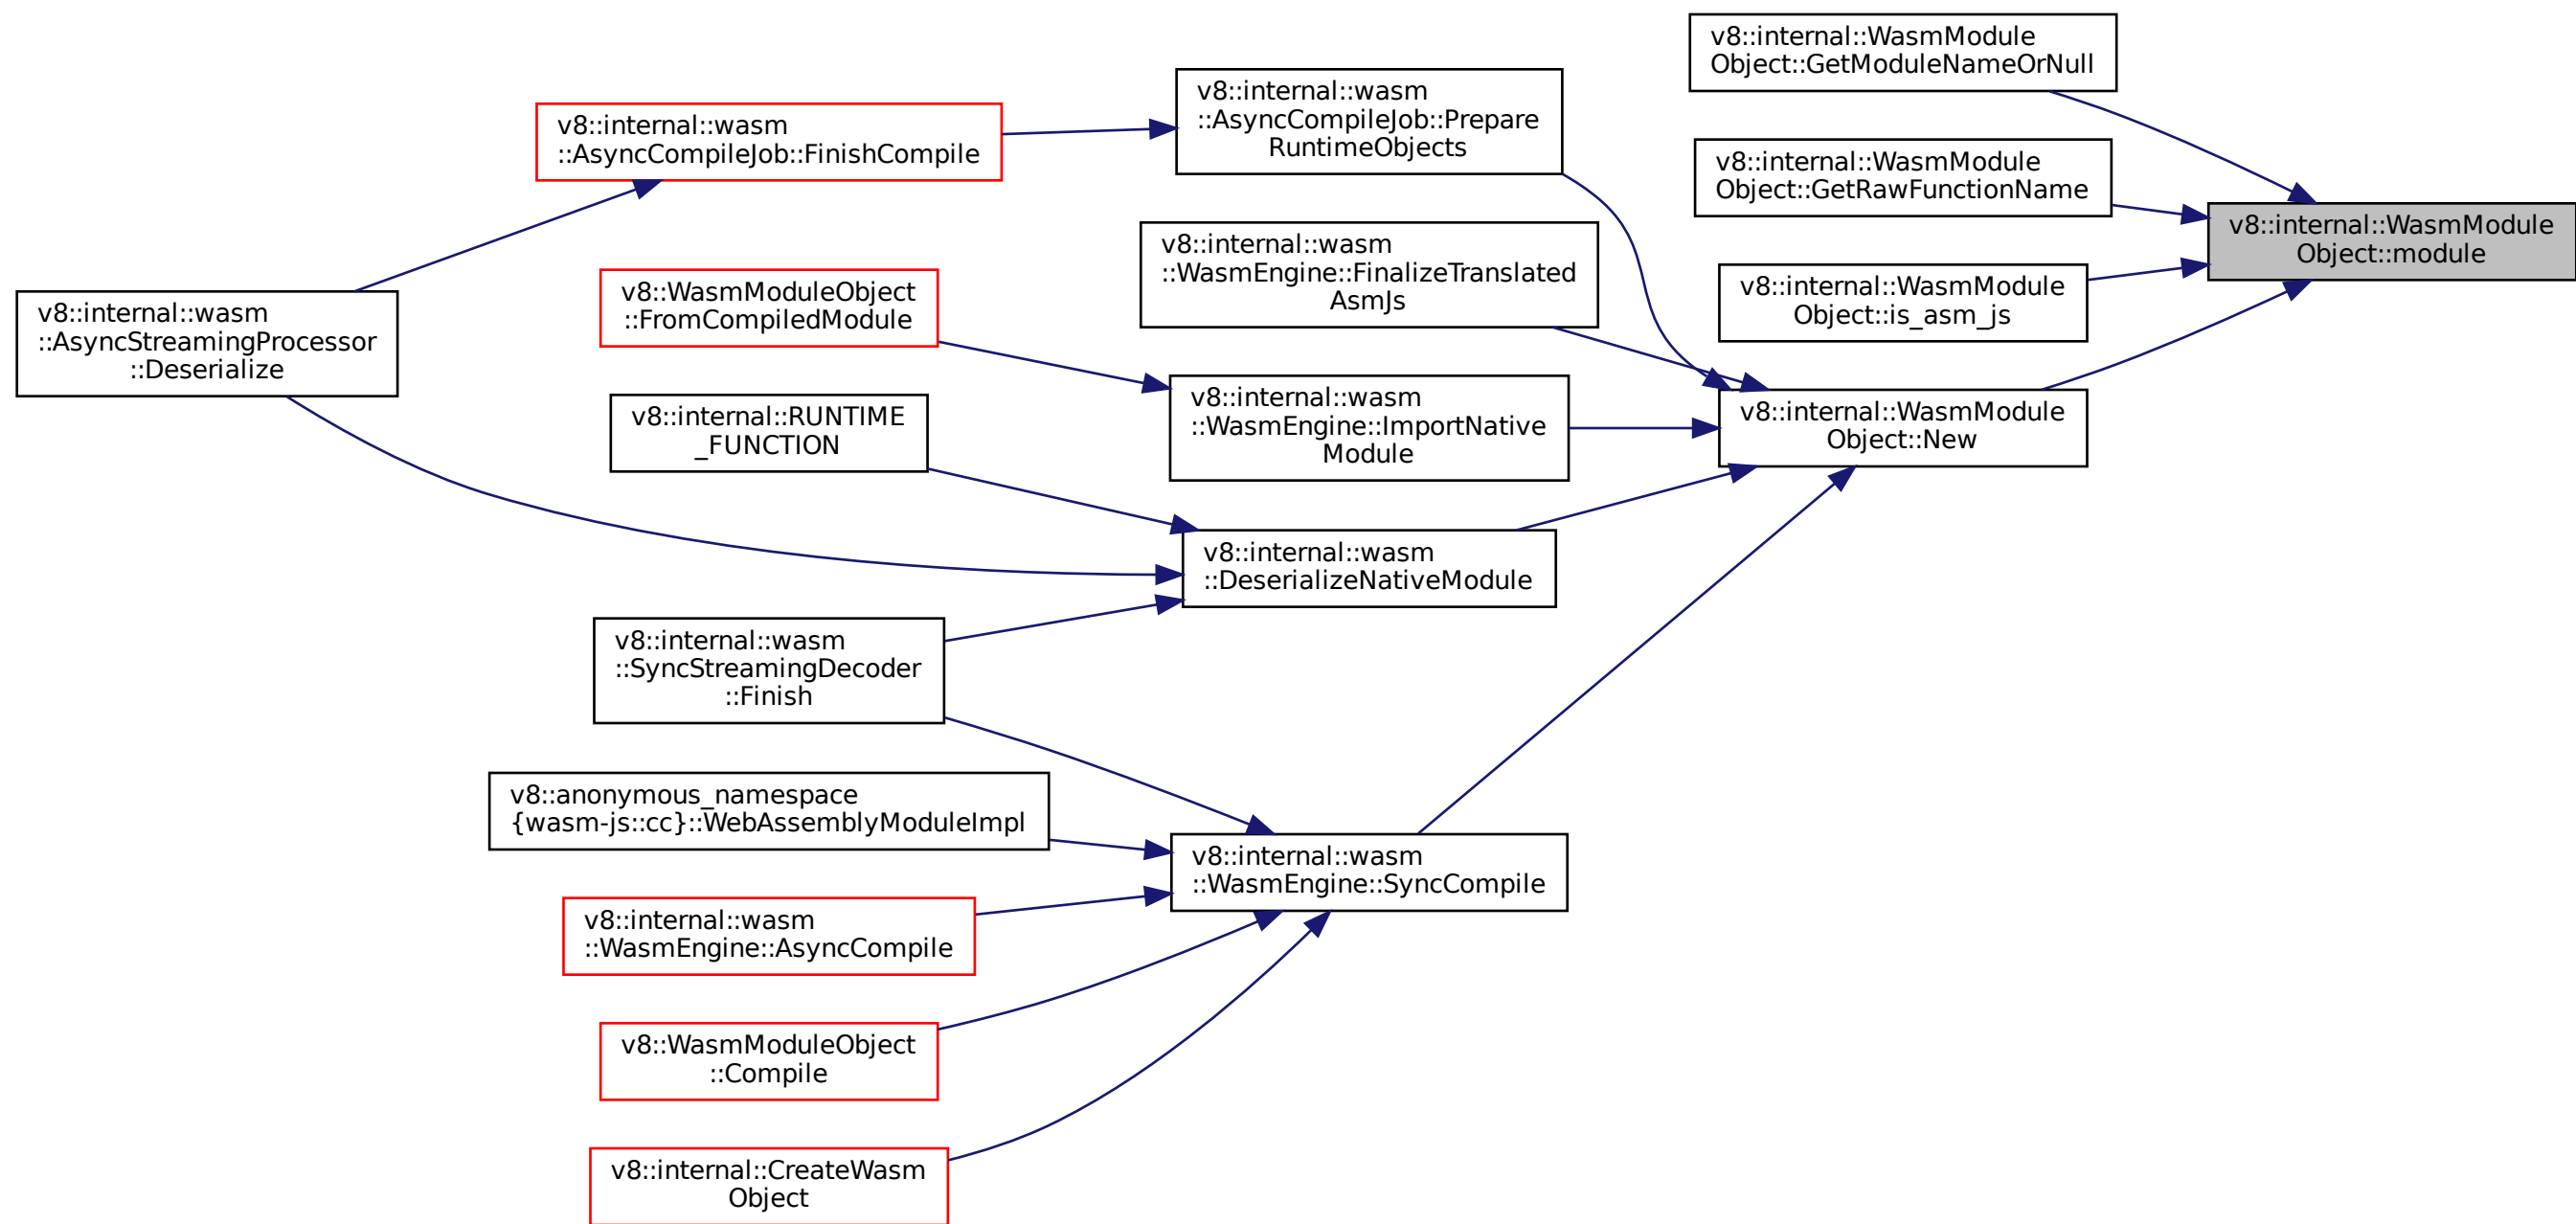 v8::internal::WasmModule
Object::GetModuleNameOrNull
v8::internal::wasm
::AsyncCompileJob::Prepare
RuntimeObjects
v8::internal::wasm
::AsyncCompileJob::FinishCompile
v8::internal::WasmModule
Object::GetRawFunctionName
v8::internal::WasmModule
Object::module
v8::internal::wasm
::WasmEngine::FinalizeTranslated
AsmJs
v8::internal::WasmModule
Object::is_asm_js
v8::WasmModuleObject
::FromCompiledModule
v8::internal::wasm
::AsyncStreamingProcessor
::Deserialize
v8::internal::wasm
::WasmEngine::ImportNative
Module
v8::internal::WasmModule
Object::New
v8::internal::RUNTIME
_FUNCTION
v8::internal::wasm
::DeserializeNativeModule
v8::internal::wasm
::SyncStreamingDecoder
::Finish
v8::anonymous_namespace
{wasm-js::cc}::WebAssemblyModuleImpl
v8::internal::wasm
::WasmEngine::SyncCompile
v8::internal::wasm
::WasmEngine::AsyncCompile
v8::WasmModuleObject
::Compile
v8::internal::CreateWasm
Object